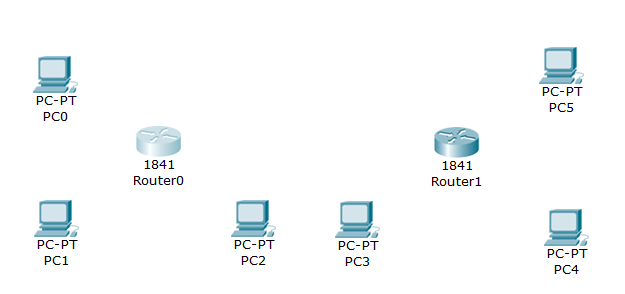 PC-PT
PC0
PC-PT
PC5
1841
Router0
1841
Router1
PC-PT
PC1
PC-PT
PC2
PC-PT
PC3
PC-PT
PC4